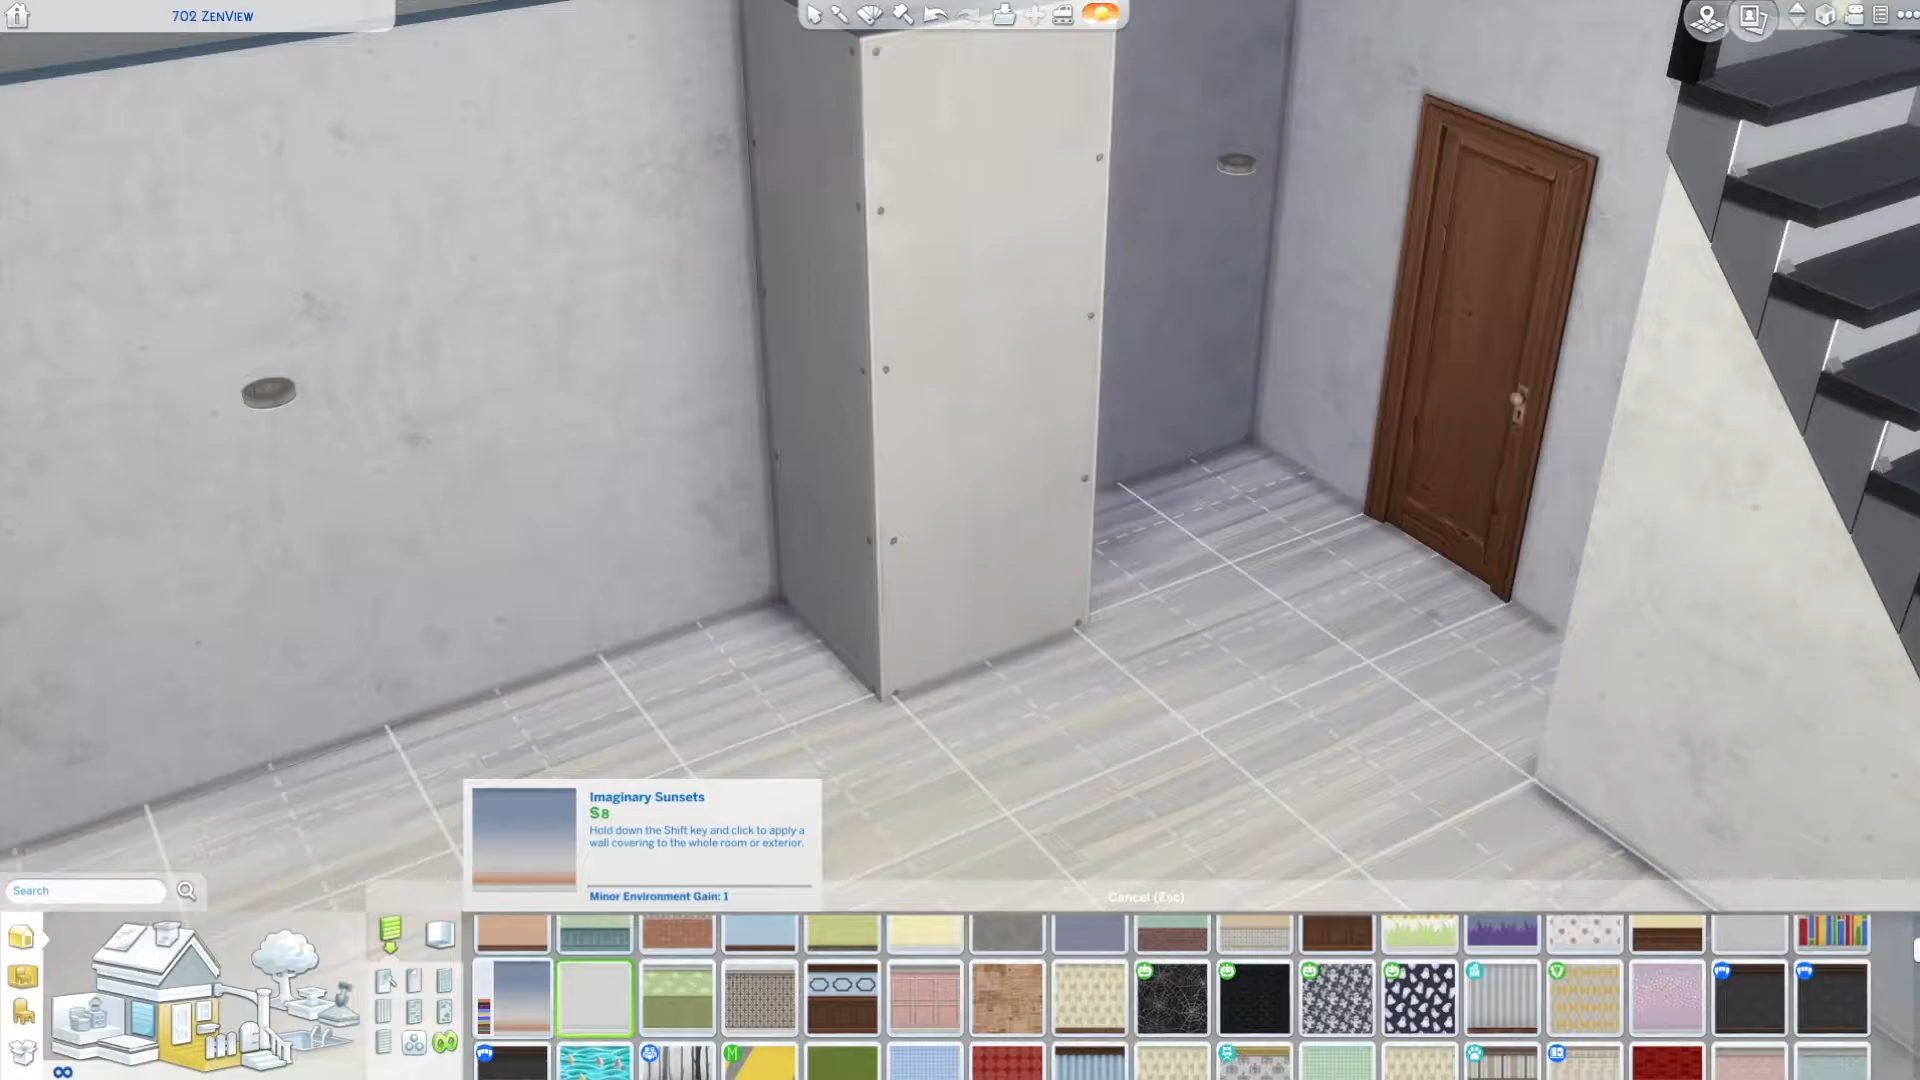 702 ZenView
Imaginary Sunsets
§8
Hold down the Shift key and click to apply a
wall covering to the whole room or exterior.
Minor Environment Gain: 1
Search
Cancel (Esc)
M